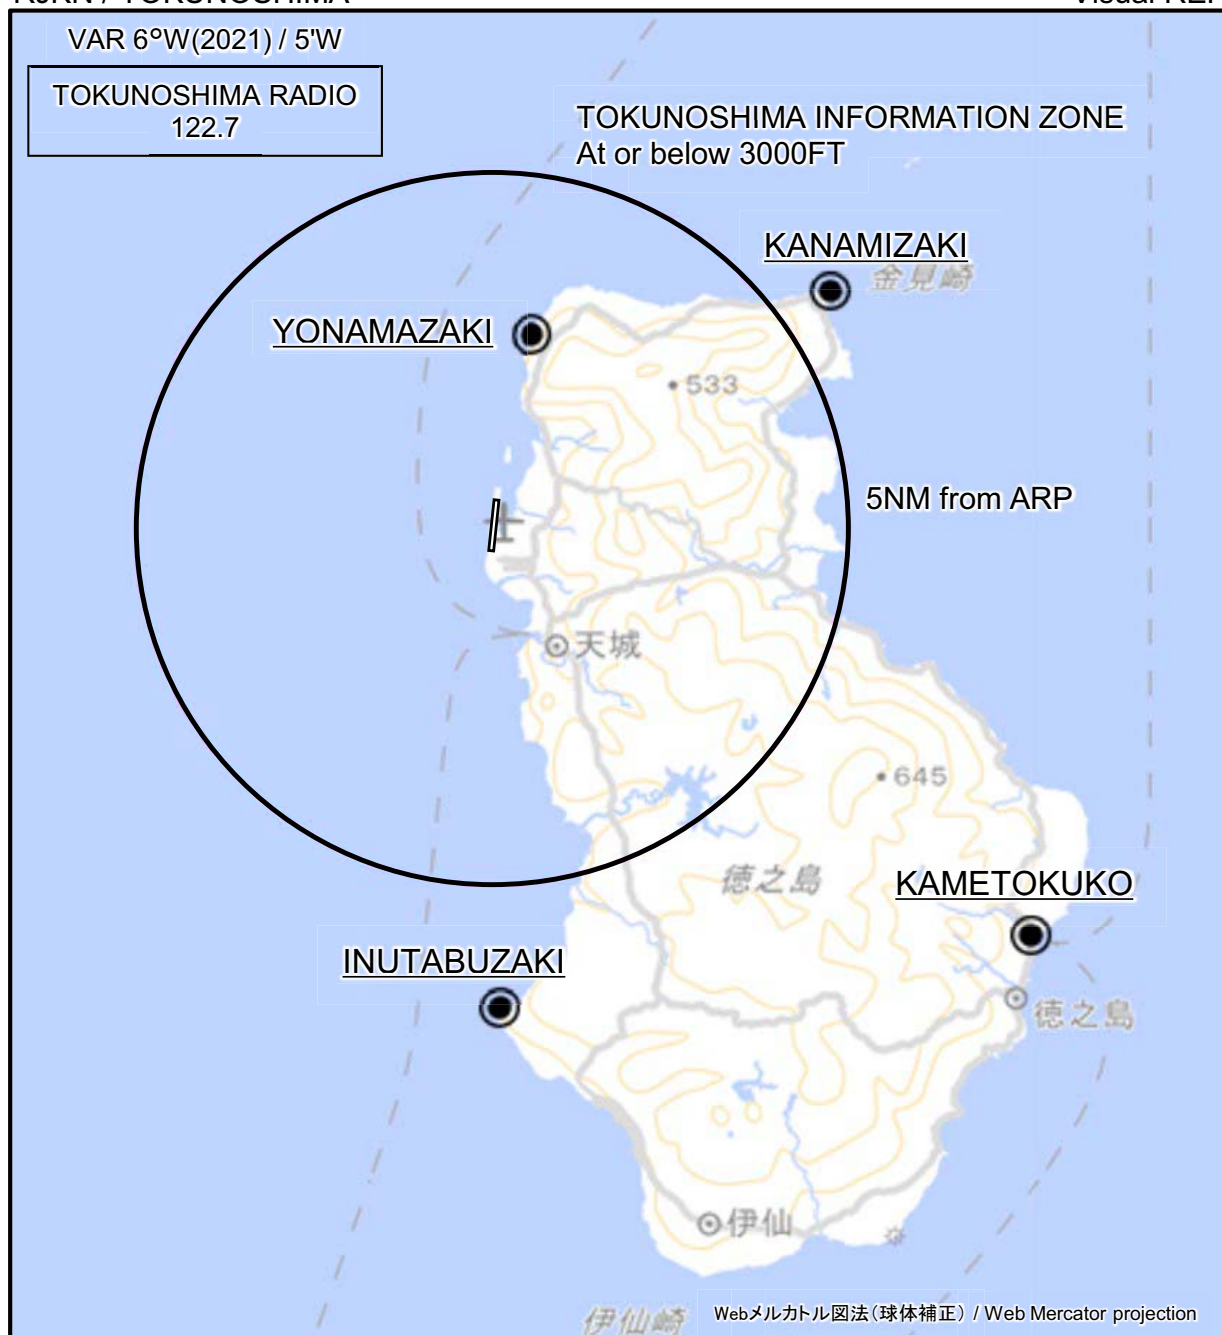 VAR 6°W(2021) / 5'W
TOKUNOSHIMA RADIO
122.7
TOKUNOSHIMA INFORMATION ZONE
At or below 3000FT
KANAMIZAKI
金見崎
YONAMAZAKI
533
5NM from ARP
天城
645
徳之島
KAMETOKUKO
INUTABUZAKI
徳之島
伊仙
伊仙崎
Webメルカトル図法(球体補正) / Web Mercator projection